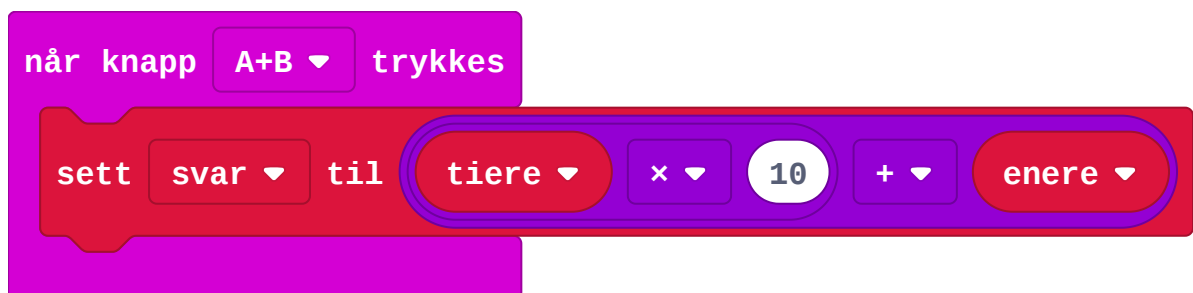 når knapp A+B trykkes
sett svar til tiere × 10 + enere